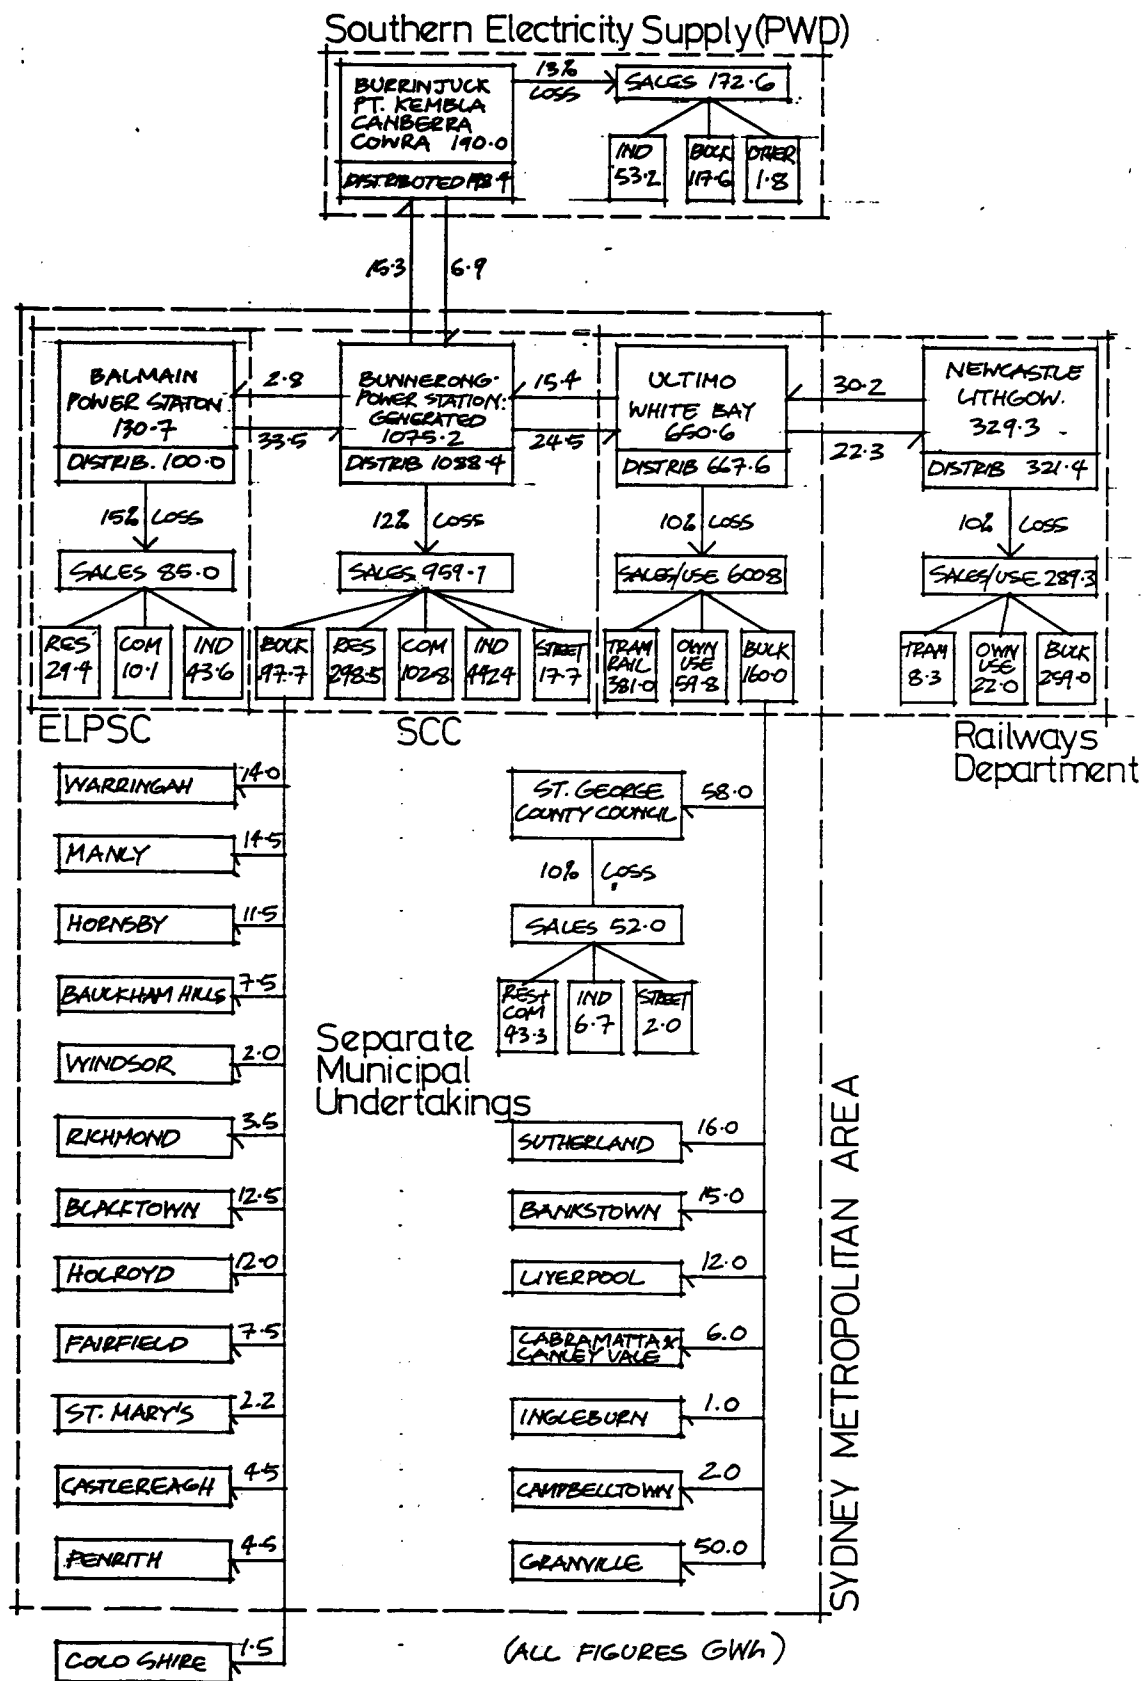 Southern Electricity Supply (PWD)
BURRINJUCK
PT. KEMBLA
CANBERRA
COWRA 190.0
DISTRIBUTED 198.4
13%
LOSS
SALES 172.6
IND
53.2
BULK
117.6
OTHER
1.8
15.3
6.9
BALMAIN
POWER STATON
130.7
DISTRIB. 100.0
2.8
33.5
BUNNERONG
POWER STATION.
GENERATED
1075.2
DISTRIB 1088.4
15.4
24.5
ULTIMO
WHITE BAY
650.6
DISTRIB 667.6
30.2
22.3
NEWCASTLE
LITHGOW.
329.3
DISTRIB 321.4
15% LOSS
12% LOSS
10% LOSS
10% LOSS
SALES 85.0
SALES 959.1
SALES/USE 600.8
SALES/USE 289.3
RES
29.4
COM
10.1
IND
43.6
BULK
97.7
RES
298.5
COM
102.8
IND
442.4
STREET
17.7
TRAM
RAIL
381.0
OWN
USE
59.8
BULK
160.0
TRAM
8.3
OWN
USE
22.0
BULK
259.0
ELPSC
SCC
Railways
Department
WARRINGAH
14.0
MANLY
14.5
HORNSBY
11.5
BAULKHAM HILLS
7.5
WINDSOR
2.0
RICHMOND
3.5
BLACKTOWN
12.5
HOLROYD
12.0
FAIRFIELD
7.5
ST. MARY'S
2.2
CASTLEREAGH
4.5
PENRITH
4.5
COLO SHIRE
1.5
Separate
Municipal
Undertakings
ST. GEORGE
COUNTY COUNCIL
58.0
10% LOSS
SALES 52.0
RES+
COM
43.3
IND
6.7
STREET
2.0
SUTHERLAND
16.0
BANKSTOWN
15.0
LIVERPOOL
12.0
CABRAMATTA &
CANLEY VALE
6.0
INGLEBURN
1.0
CAMPBELLTOWN
2.0
GRANVILLE
50.0
SYDNEY METROPOLITAN AREA
(ALL FIGURES GWh)